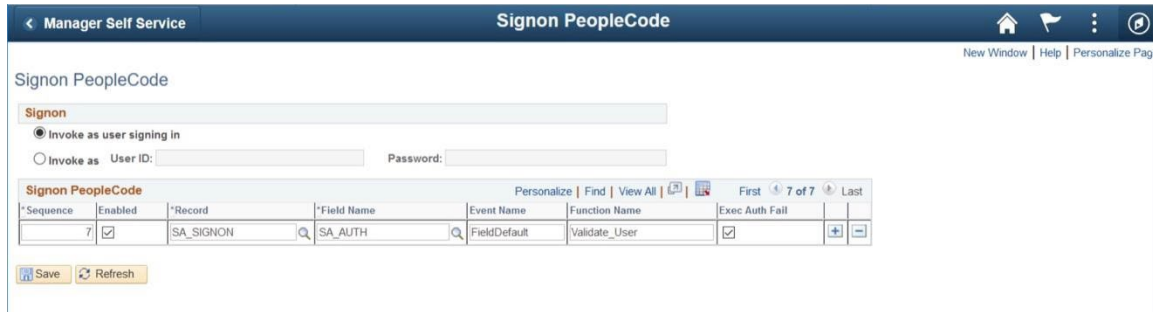 Manager Self Service
Signon PeopleCode
New Window | Help | Personalize Pag
Signon PeopleCode
Signon
Invoke as user signing in
Invoke as User ID: Password:
Signon PeopleCode Personalize | Find | View All | | First 7 of 7 Last
*Sequence Enabled *Record *Field Name Event Name Function Name Exec Auth Fail
7 SA_SIGNON SA_AUTH FieldDefault Validate_User
Save Refresh